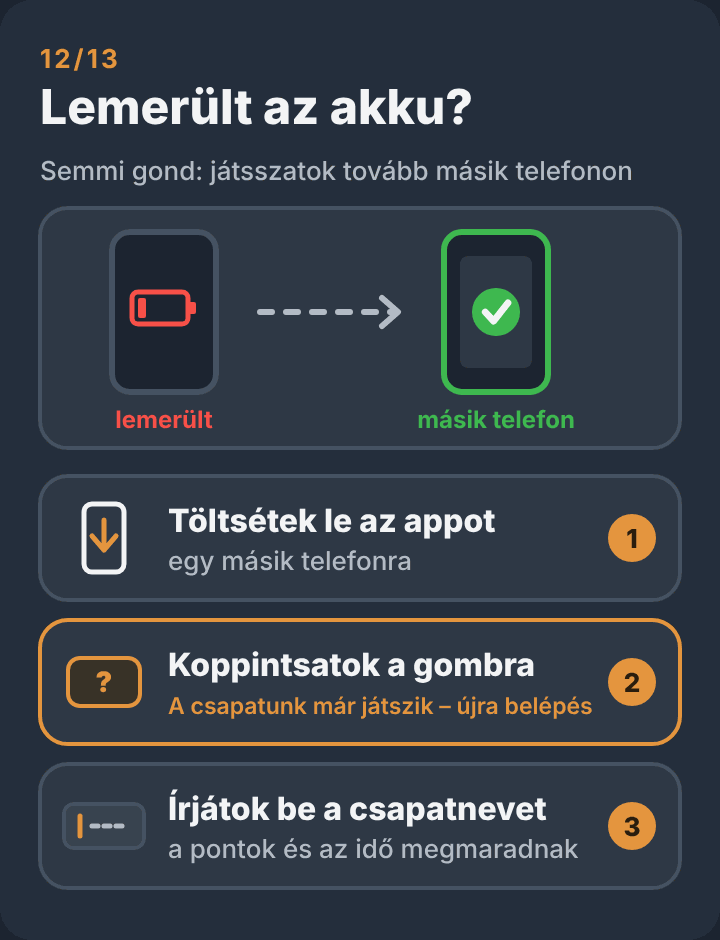 12/13
Lemerült az akku?
Semmi gond: játsszatok tovább másik telefonon
lemerült
másik telefon
Töltsétek le az appot
egy másik telefonra
1
?
Koppintsatok a gombra
A csapatunk már játszik – újra belépés
2
Írjátok be a csapatnevet
a pontok és az idő megmaradnak
3